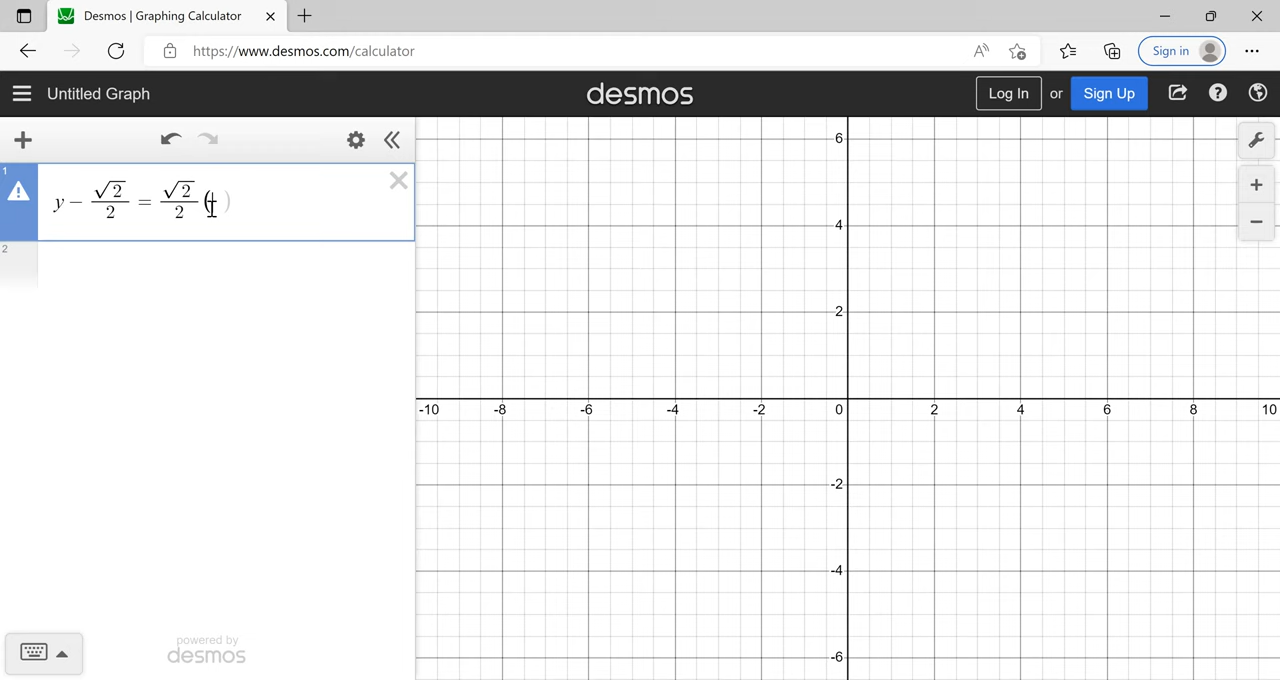 Desmos | Graphing Calculator
https://www.desmos.com/calculator
Sign in
Untitled Graph
desmos
Log In or Sign Up
1
y − √2/2 = √2/2 ( )
2
6
4
2
-10 -8 -6 -4 -2 0 2 4 6 8 10
-2
-4
-6
powered by
desmos